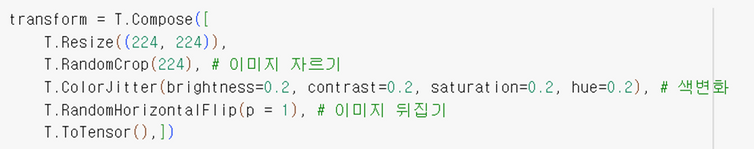 transform = T.Compose([
    T.Resize((224, 224)),
    T.RandomCrop(224), # 이미지 자르기
    T.ColorJitter(brightness=0.2, contrast=0.2, saturation=0.2, hue=0.2), # 색변화
    T.RandomHorizontalFlip(p = 1), # 이미지 뒤집기
    T.ToTensor(),])